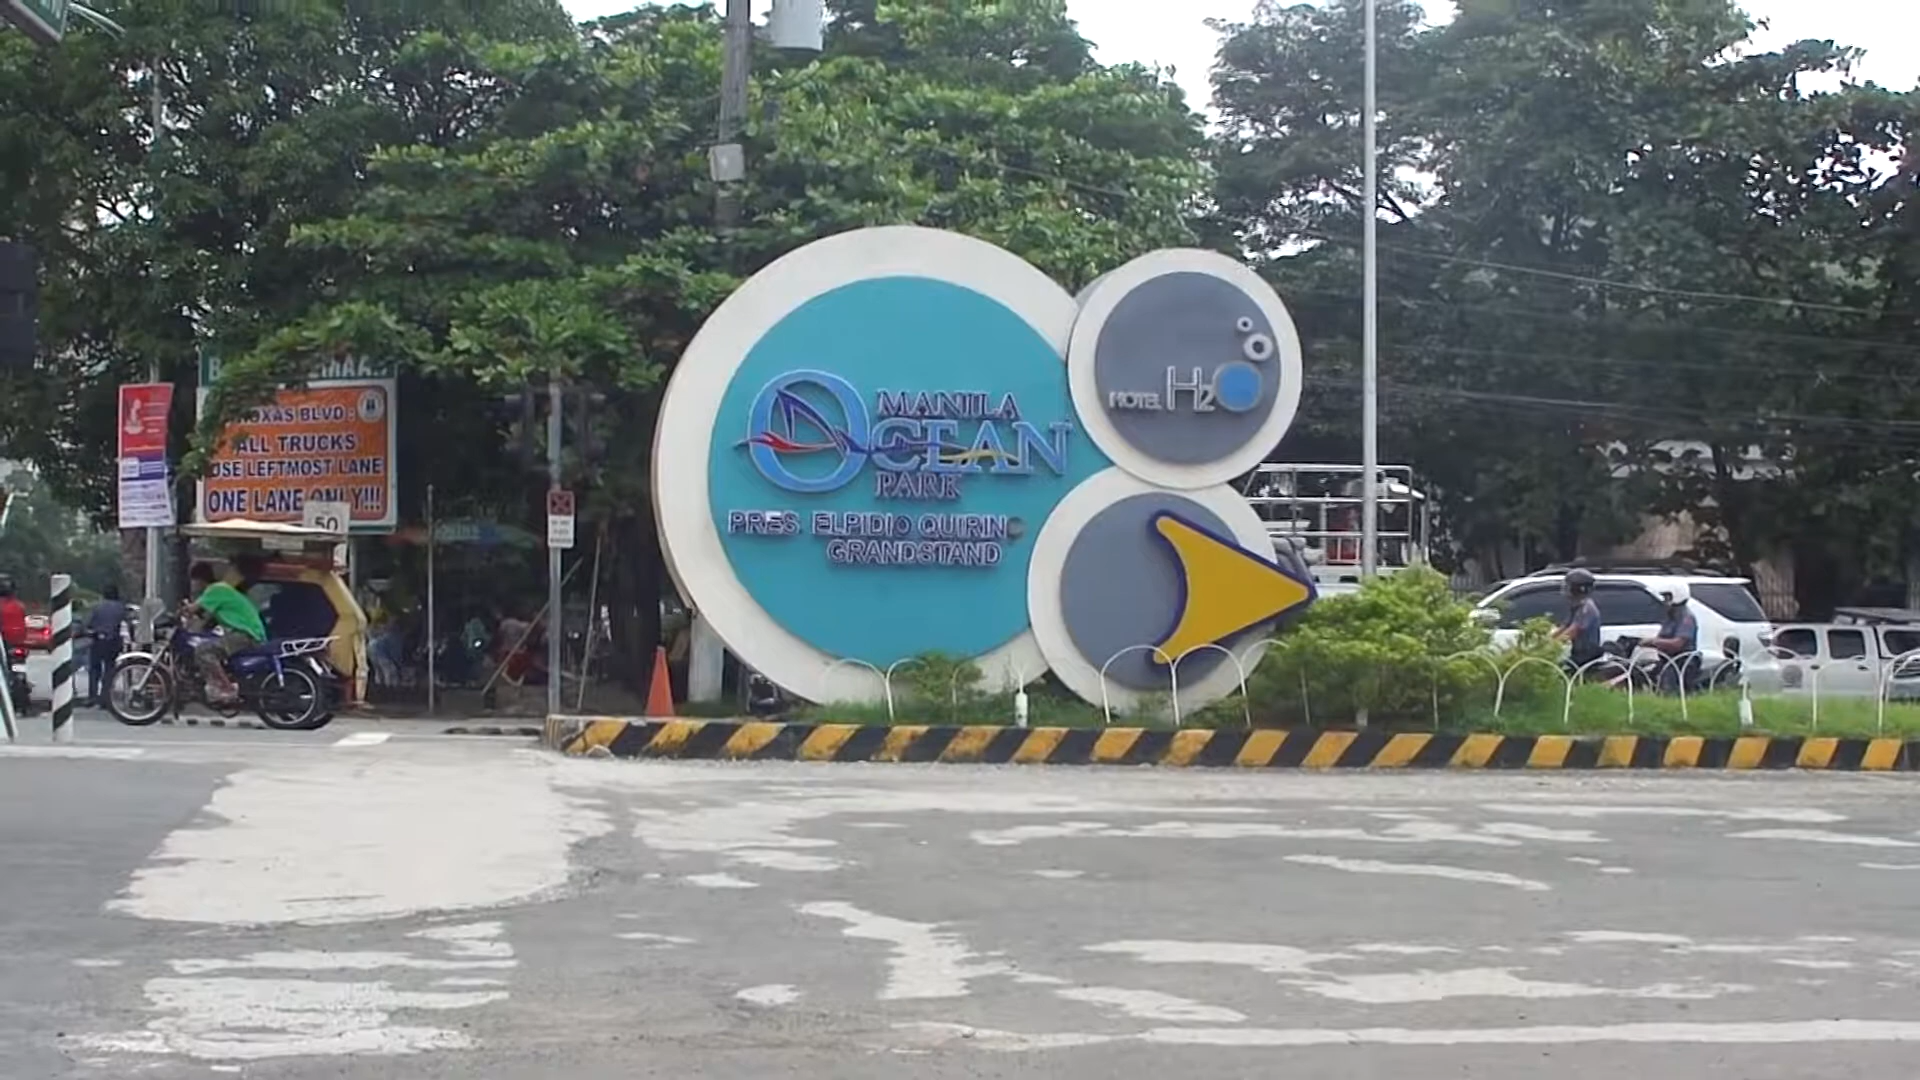 ROXAS BLVD:
ALL TRUCKS
USE LEFTMOST LANE
ONE LANE ONLY!!!
50
MANILA
OCEAN
PARK
PRES. ELPIDIO QUIRINO
GRANDSTAND
HOTEL H2O